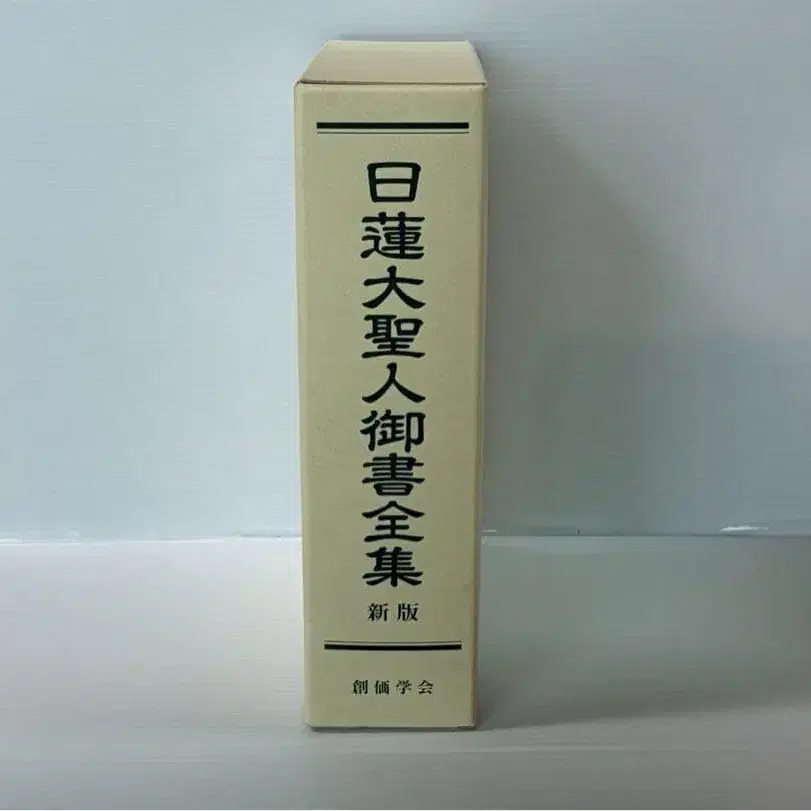 日蓮大聖人御書全集
新版
創価学会